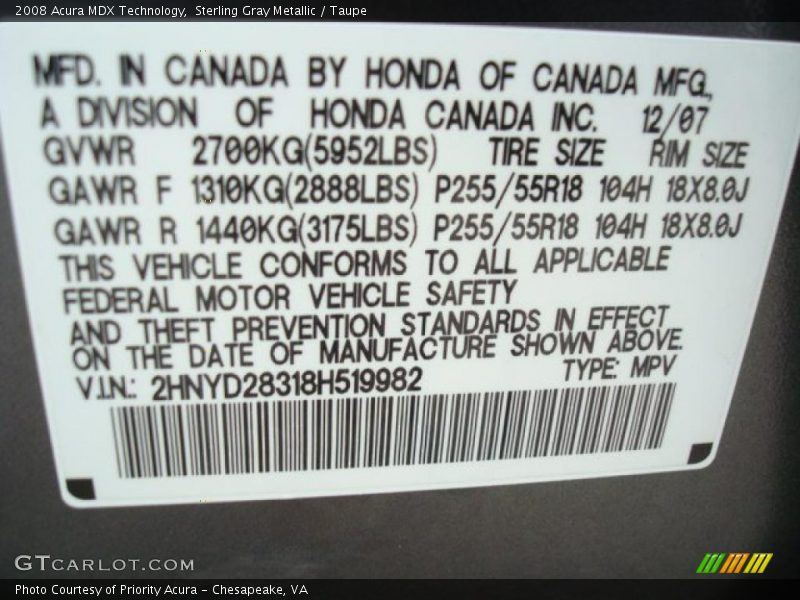 2008 Acura MDX Technology,  Sterling Gray Metallic / Taupe
MFD. IN CANADA BY HONDA OF CANADA MFG.,
A DIVISION OF HONDA CANADA INC. 12/07
GVWR 2700KG(5952LBS) TIRE SIZE RIM SIZE
GAWR F 1310KG(2888LBS) P255/55R18 104H 18X8.0J
GAWR R 1440KG(3175LBS) P255/55R18 104H 18X8.0J
THIS VEHICLE CONFORMS TO ALL APPLICABLE
FEDERAL MOTOR VEHICLE SAFETY
AND THEFT PREVENTION STANDARDS IN EFFECT
ON THE DATE OF MANUFACTURE SHOWN ABOVE.
V.I.N.: 2HNYD28318H519982 TYPE: MPV
GTCARLOT.COM
Photo Courtesy of Priority Acura - Chesapeake, VA